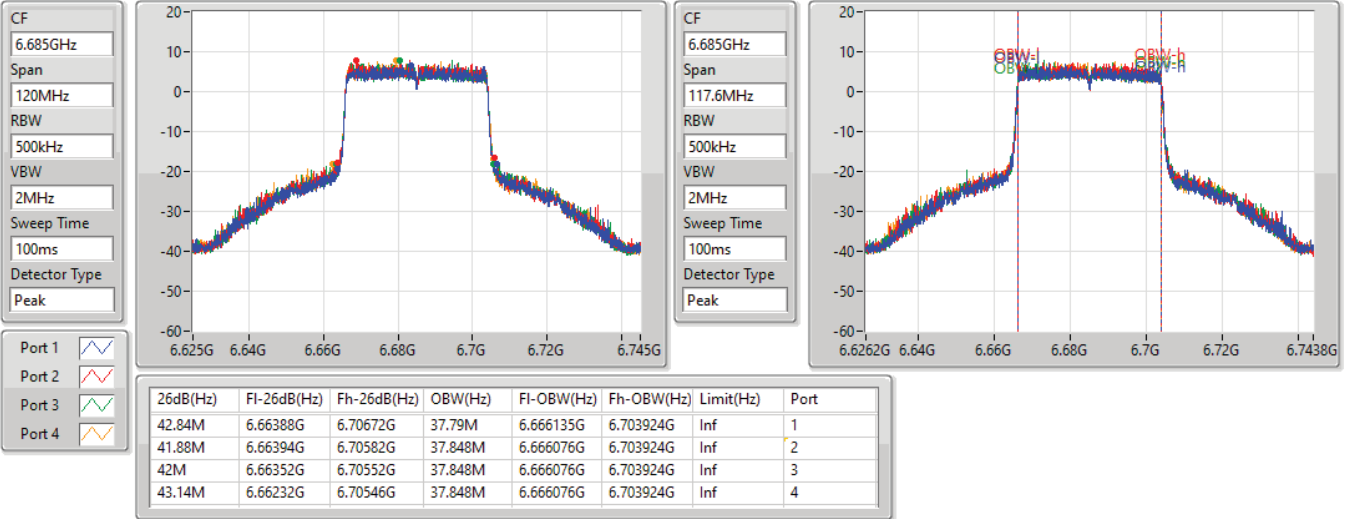 CF
6.685GHz
Span
120MHz
RBW
500kHz
VBW
2MHz
Sweep Time
100ms
Detector Type
Peak
20-
10-
0-
-10-
-20-
-30-
-40-
-50-
-60-
6.625G 6.64G 6.66G 6.68G 6.7G 6.72G 6.745G
CF
6.685GHz
Span
117.6MHz
RBW
500kHz
VBW
2MHz
Sweep Time
100ms
Detector Type
Peak
20-
10-
0-
-10-
-20-
-30-
-40-
-50-
-60-
OBW-l OBW-h
6.6262G 6.64G 6.66G 6.68G 6.7G 6.72G 6.7438G
Port 1
Port 2
Port 3
Port 4
26dB(Hz) Fl-26dB(Hz) Fh-26dB(Hz) OBW(Hz) Fl-OBW(Hz) Fh-OBW(Hz) Limit(Hz) Port
42.84M 6.66388G 6.70672G 37.79M 6.666135G 6.703924G Inf 1
41.88M 6.66394G 6.70582G 37.848M 6.666076G 6.703924G Inf 2
42M 6.66352G 6.70552G 37.848M 6.666076G 6.703924G Inf 3
43.14M 6.66232G 6.70546G 37.848M 6.666076G 6.703924G Inf 4